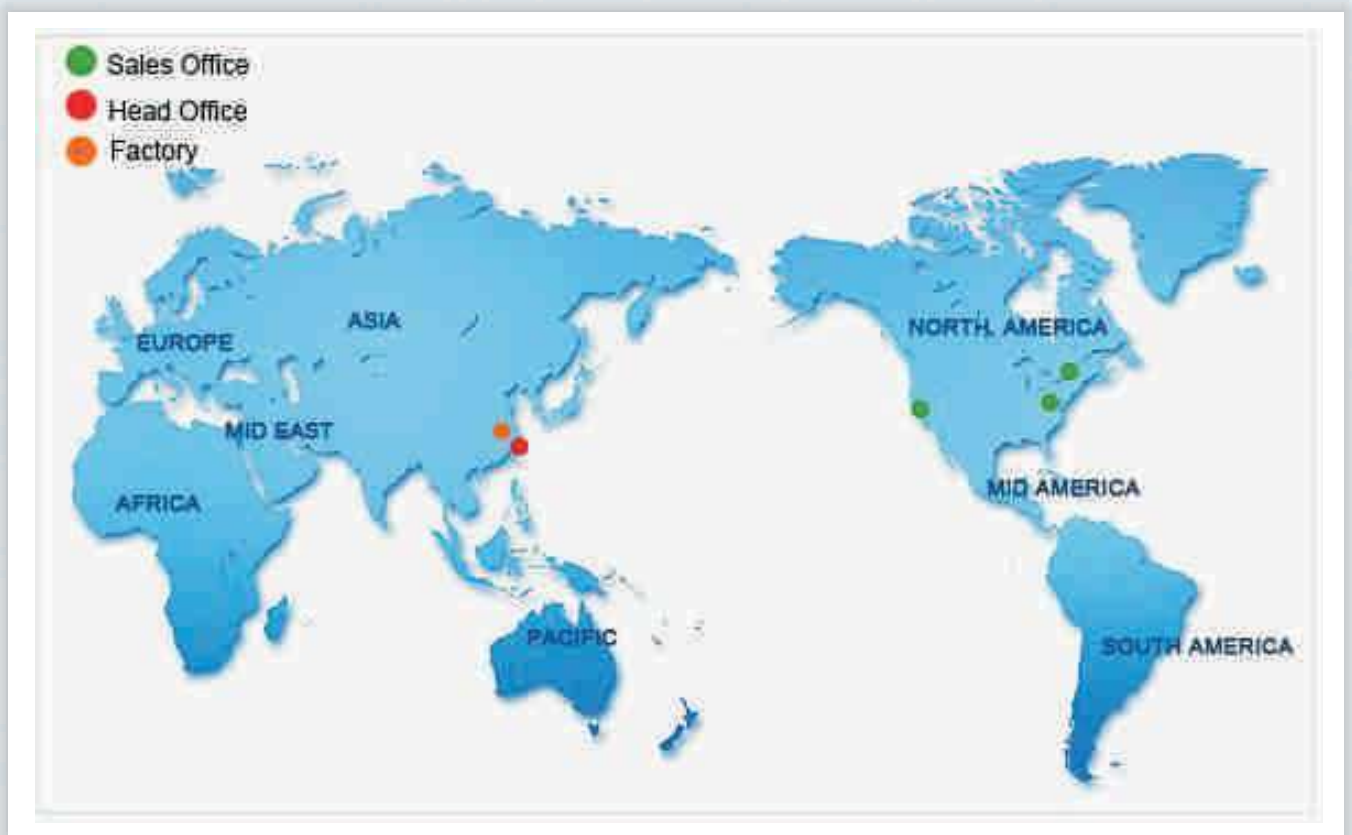 Sales Office
Head Office
Factory
ASIA
NORTH AMERICA
EUROPE
MID EAST
MID AMERICA
AFRICA
PACIFIC
SOUTH AMERICA